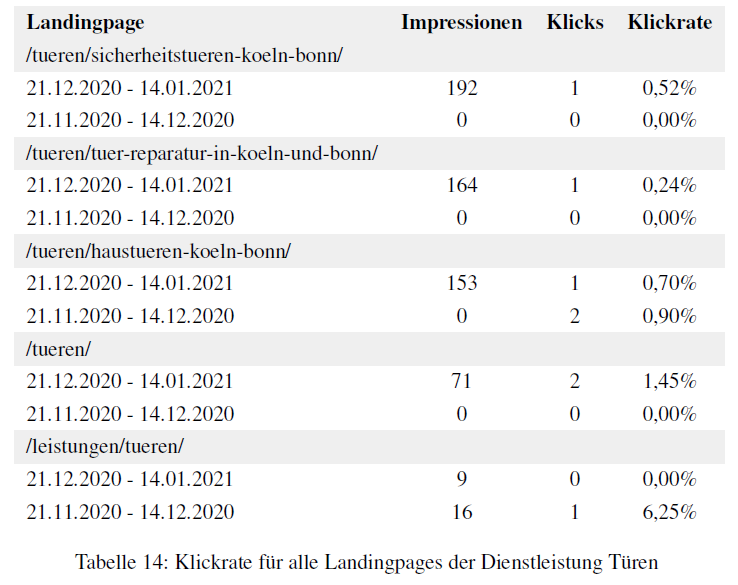 Landingpage Impressionen Klicks Klickrate
/tueren/sicherheitstueren-koeln-bonn/
21.12.2020 - 14.01.2021 192 1 0,52%
21.11.2020 - 14.12.2020 0 0 0,00%
/tueren/tuer-reparatur-in-koeln-und-bonn/
21.12.2020 - 14.01.2021 164 1 0,24%
21.11.2020 - 14.12.2020 0 0 0,00%
/tueren/haustueren-koeln-bonn/
21.12.2020 - 14.01.2021 153 1 0,70%
21.11.2020 - 14.12.2020 0 2 0,90%
/tueren/
21.12.2020 - 14.01.2021 71 2 1,45%
21.11.2020 - 14.12.2020 0 0 0,00%
/leistungen/tueren/
21.12.2020 - 14.01.2021 9 0 0,00%
21.11.2020 - 14.12.2020 16 1 6,25%
Tabelle 14: Klickrate für alle Landingpages der Dienstleistung Türen